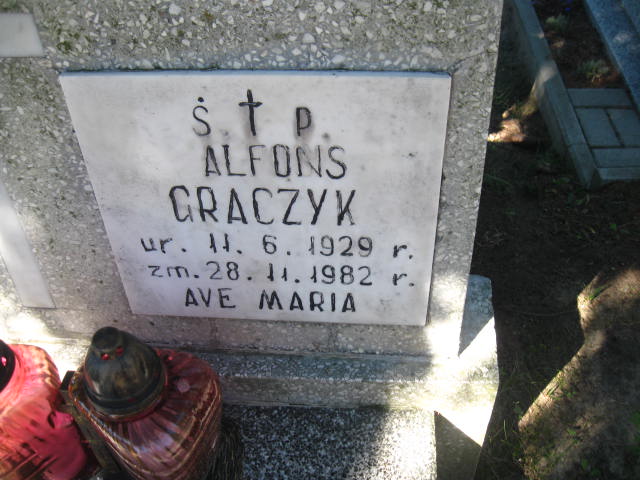 Ś. † P.
ALFONS
GRACZYK
ur. 11. 6. 1929 r.
zm. 28. 11. 1982 r.
AVE MARIA